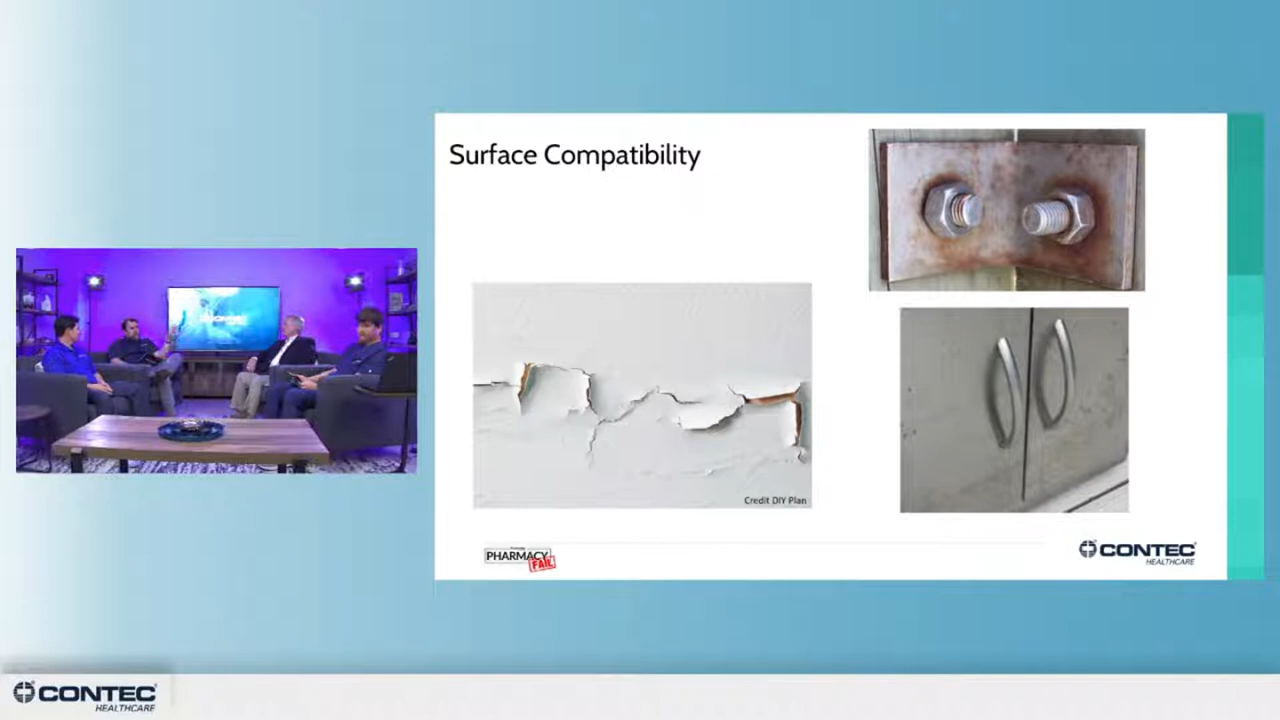 Surface Compatibility
Credit DIY Plan
PHARMACY
FAIL
CONTEC
HEALTHCARE
CONTEC
HEALTHCARE